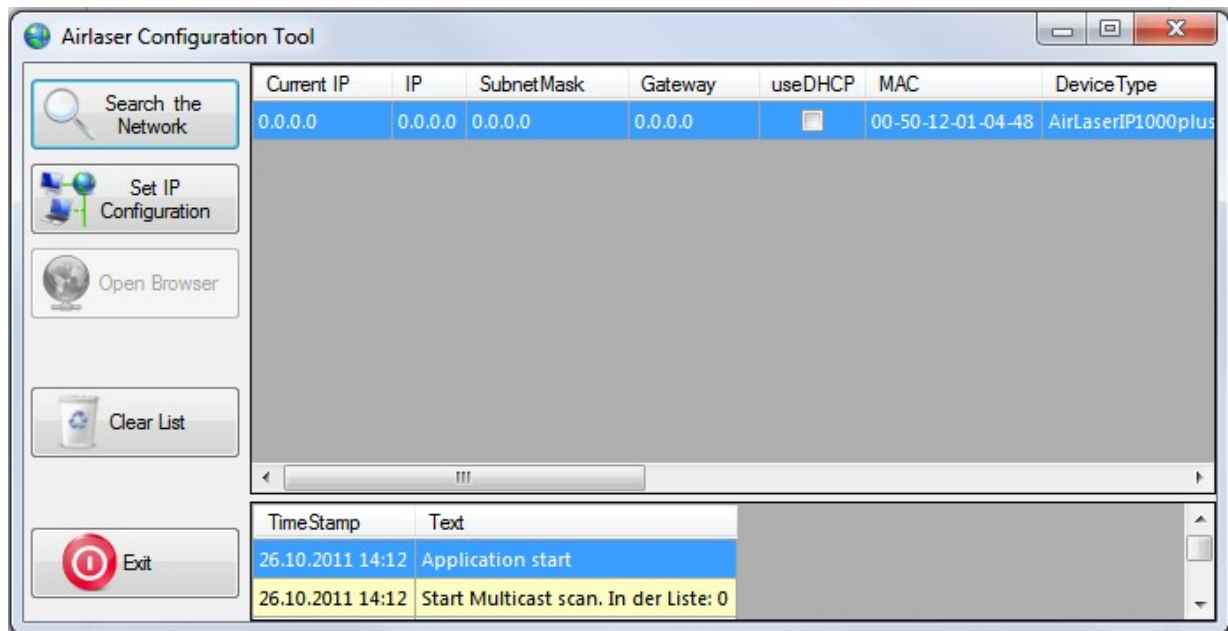 Airlaser Configuration Tool
Search the
Network
Set IP
Configuration
Open Browser
Clear List
Exit
Current IP IP SubnetMask Gateway useDHCP MAC DeviceType
0.0.0.0 0.0.0.0 0.0.0.0 0.0.0.0 00-50-12-01-04-48 AirLaserIP1000plus
TimeStamp Text
26.10.2011 14:12 Application start
26.10.2011 14:12 Start Multicast scan. In der Liste: 0